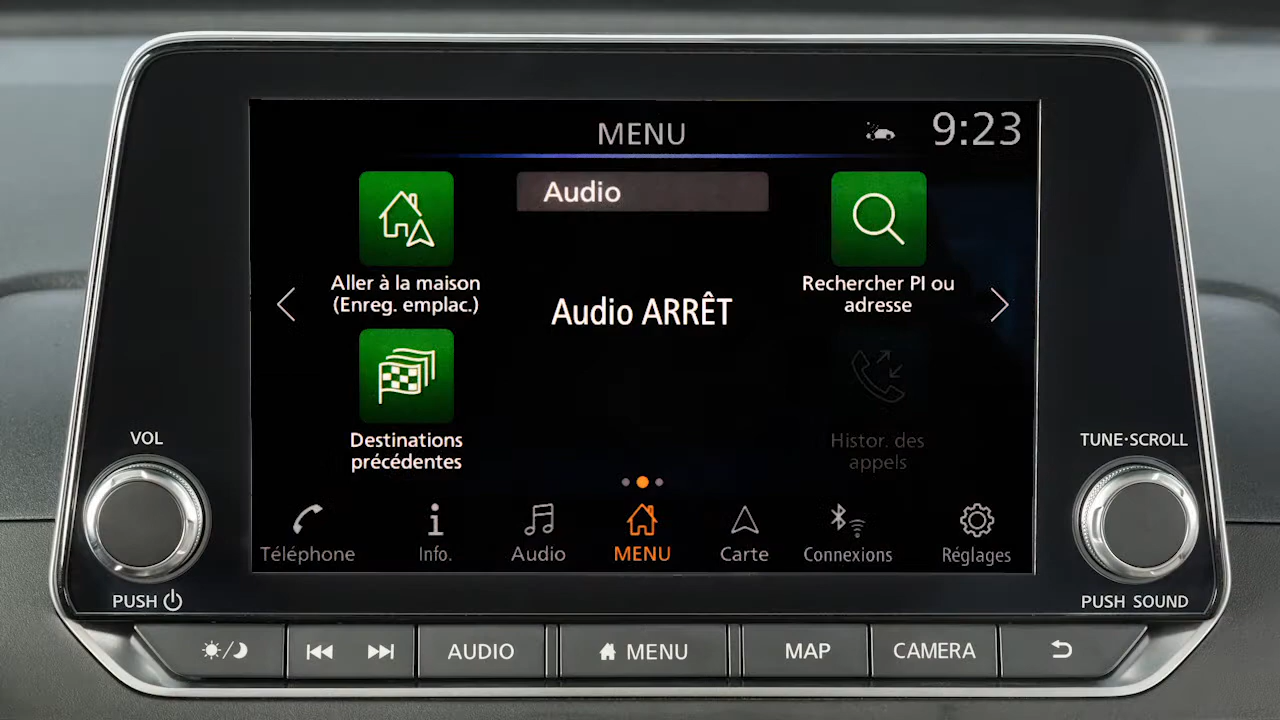 MENU
9:23
Audio
Aller à la maison
(Enreg. emplac.)
Audio ARRÊT
Rechercher PI ou
adresse
Destinations
précédentes
Histor. des
appels
VOL
TUNE·SCROLL
Téléphone
Info.
Audio
MENU
Carte
Connexions
Réglages
PUSH
PUSH SOUND
AUDIO
MENU
MAP
CAMERA